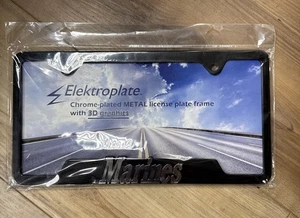 Elektroplate
Chrome-plated METAL license plate frame
with 3D graphics
Marines